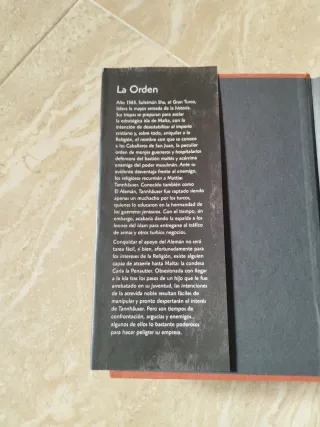 La Orden
Año 1565. Suleimán Sha, el Gran Turco,
lidera la mayor armada de la historia.
Sus tropas se preparan para asolar
la estratégica isla de Malta, con la
intención de desestabilizar al imperio
cristiano y, sobre todo, aniquilar a la
Religión, el nombre con que se conoce
a los Caballeros de San Juan, la peculiar
orden de monjes guerreros y hospitalarios
defensora del bastión maltés y acérrima
enemiga del poder musulmán. Ante su
evidente desventaja frente al enemigo,
los religiosos recurrirán a Mattias
Tannhäuser. Conocido también como
El Alemán, Tannhäuser fue captado siendo
apenas un muchacho por los turcos,
quienes lo educaron en la hermandad de
los guerreros jenízaros. Con el tiempo, sin
embargo, acabaría dando la espalda a los
leones del islam para entregarse al tráfico
de armas y otros turbios negocios.
Conquistar el apoyo del Alemán no será
tarea fácil, si bien, afortunadamente para
los intereses de la Religión, existe alguien
capaz de atraerle hasta Malta: la condesa
Carla la Penautier. Obsesionada con llegar
a la isla tras los pasos de un hijo que le fue
arrebatado en su juventud, las intenciones
de la atrevida noble resultan fáciles de
manipular y pronto despertarán el interés
de Tannhäuser. Pero son tiempos de
confrontación, argucias y enemigos...
algunos de ellos lo bastante poderosos
para hacer peligrar su empresa.